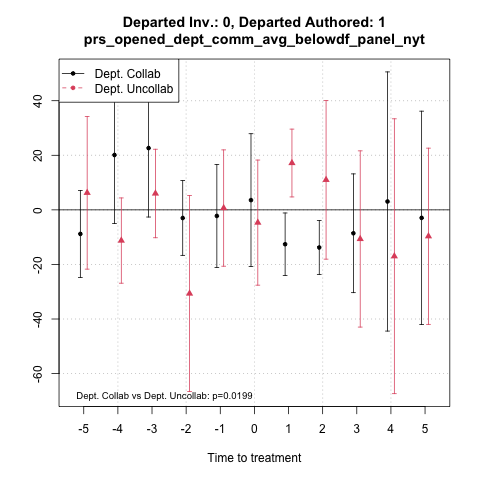 Departed Inv.: 0, Departed Authored: 1
prs_opened_dept_comm_avg_belowdf_panel_nyt
Dept. Collab
Dept. Uncollab
40
20
0
-20
-40
-60
Dept. Collab vs Dept. Uncollab: p=0.0199
-5 -4 -3 -2 -1 0 1 2 3 4 5
Time to treatment